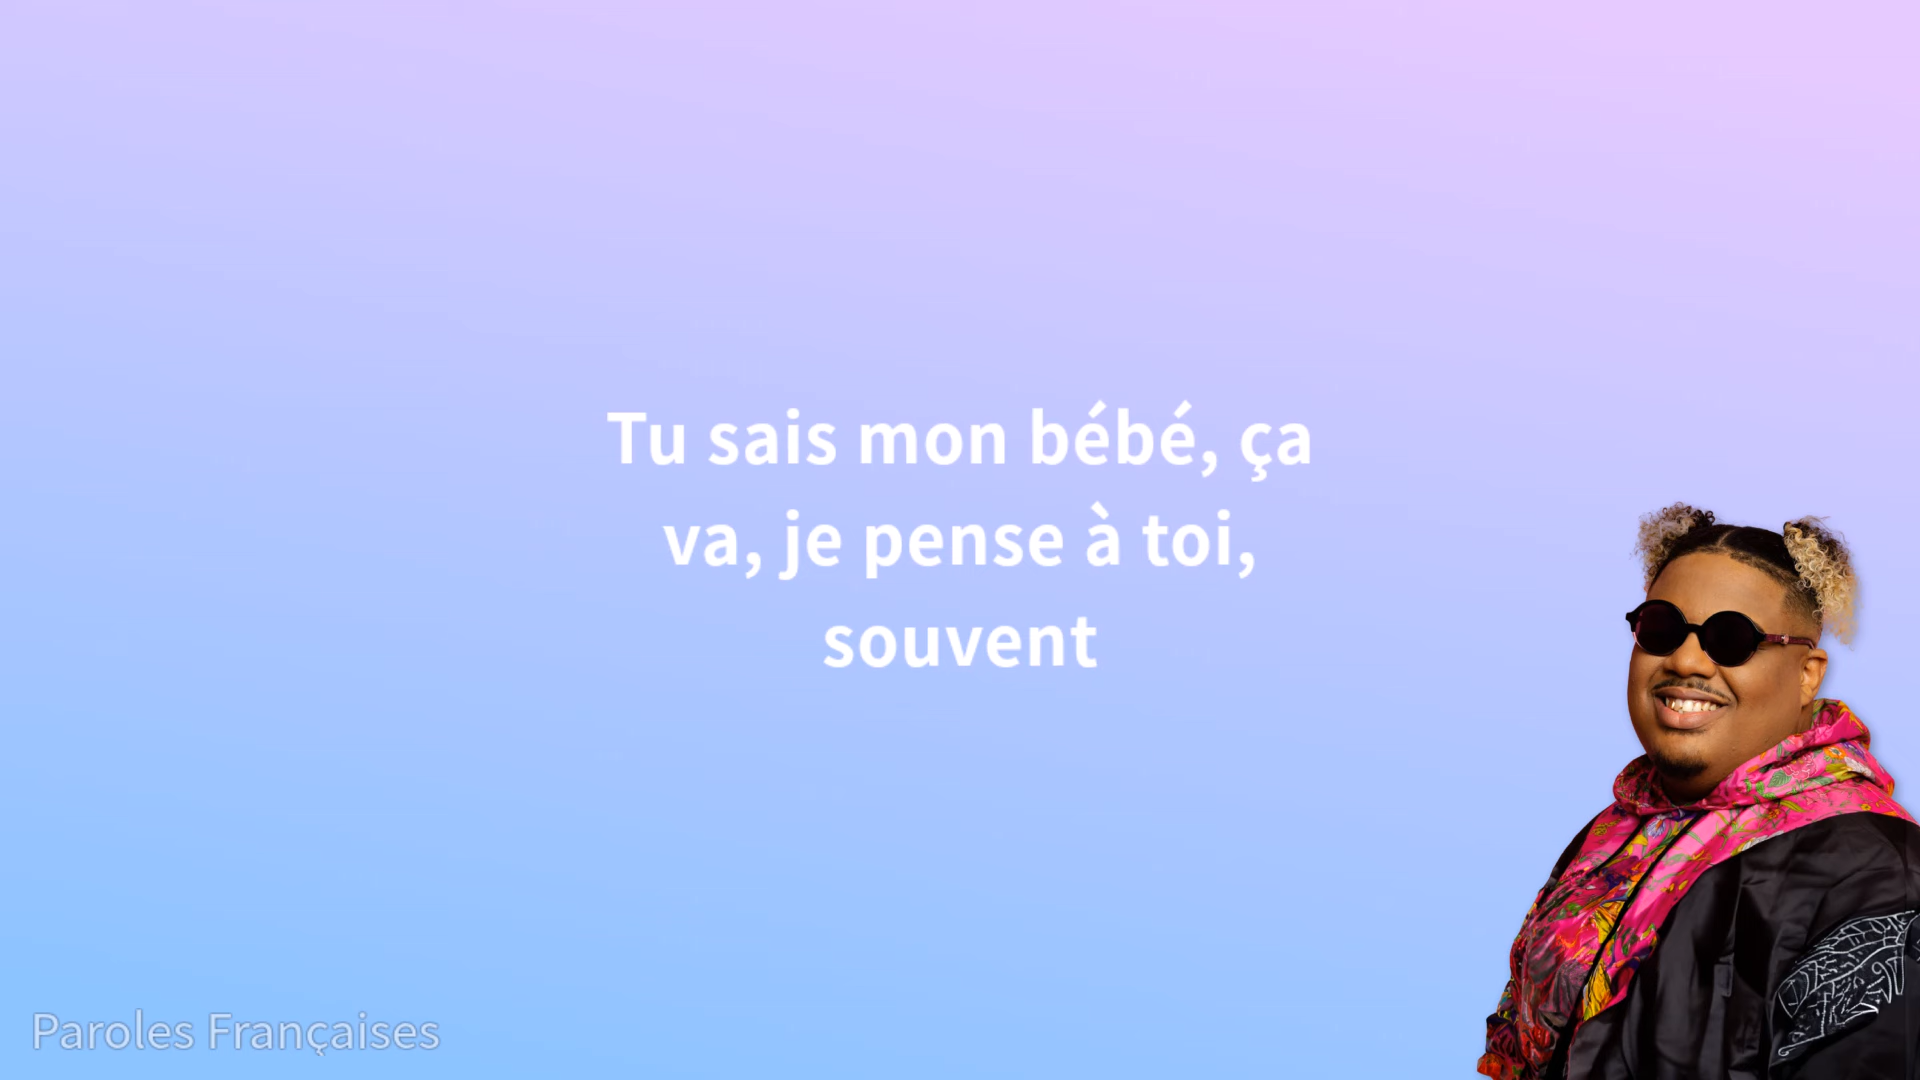 Tu sais mon bébé, ça
va, je pense à toi,
souvent
Paroles Françaises